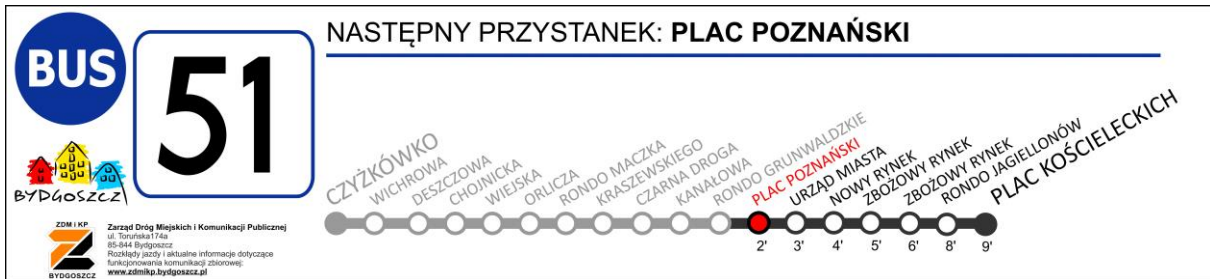 BUS
51
BYDGOSZCZ
ZDM i KP
BYDGOSZCZ
Zarząd Dróg Miejskich i Komunikacji Publicznej
ul. Toruńska174a
85-844 Bydgoszcz
Rozkłady jazdy i aktualne informacje dotyczące
funkcjonowania komunikacji zbiorowej:
www.zdmikp.bydgoszcz.pl
NASTĘPNY PRZYSTANEK: PLAC POZNAŃSKI
CZYŻKÓWKO
WICHROWA
DESZCZOWA
CHOJNICKA
WIEJSKA
ORLICZA
RONDO MACZKA
KRASZEWSKIEGO
CZARNA DROGA
KANAŁOWA
RONDO GRUNWALDZKIE
PLAC POZNAŃSKI
URZĄD MIASTA
NOWY RYNEK
ZBOŻOWY RYNEK
ZBOŻOWY RYNEK
RONDO JAGIELLONÓW
PLAC KOŚCIELECKICH
2' 3' 4' 5' 6' 8' 9'